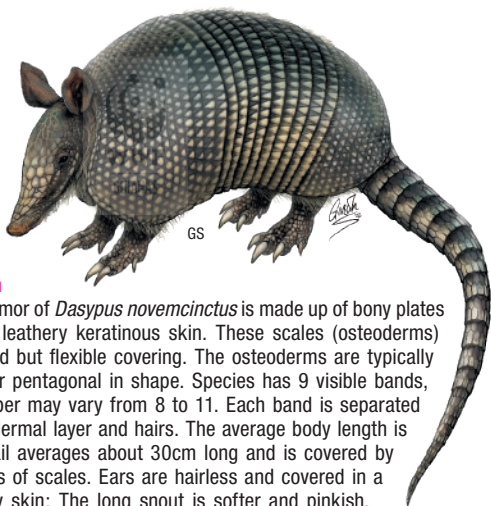 GS
mor of Dasypus novemcinctus is made up of bony plates
leathery keratinous skin. These scales (osteoderms)
d but flexible covering. The osteoderms are typically
r pentagonal in shape. Species has 9 visible bands,
ber may vary from 8 to 11. Each band is separated
ermal layer and hairs. The average body length is
ail averages about 30cm long and is covered by
s of scales. Ears are hairless and covered in a
y skin; The long snout is softer and pinkish.